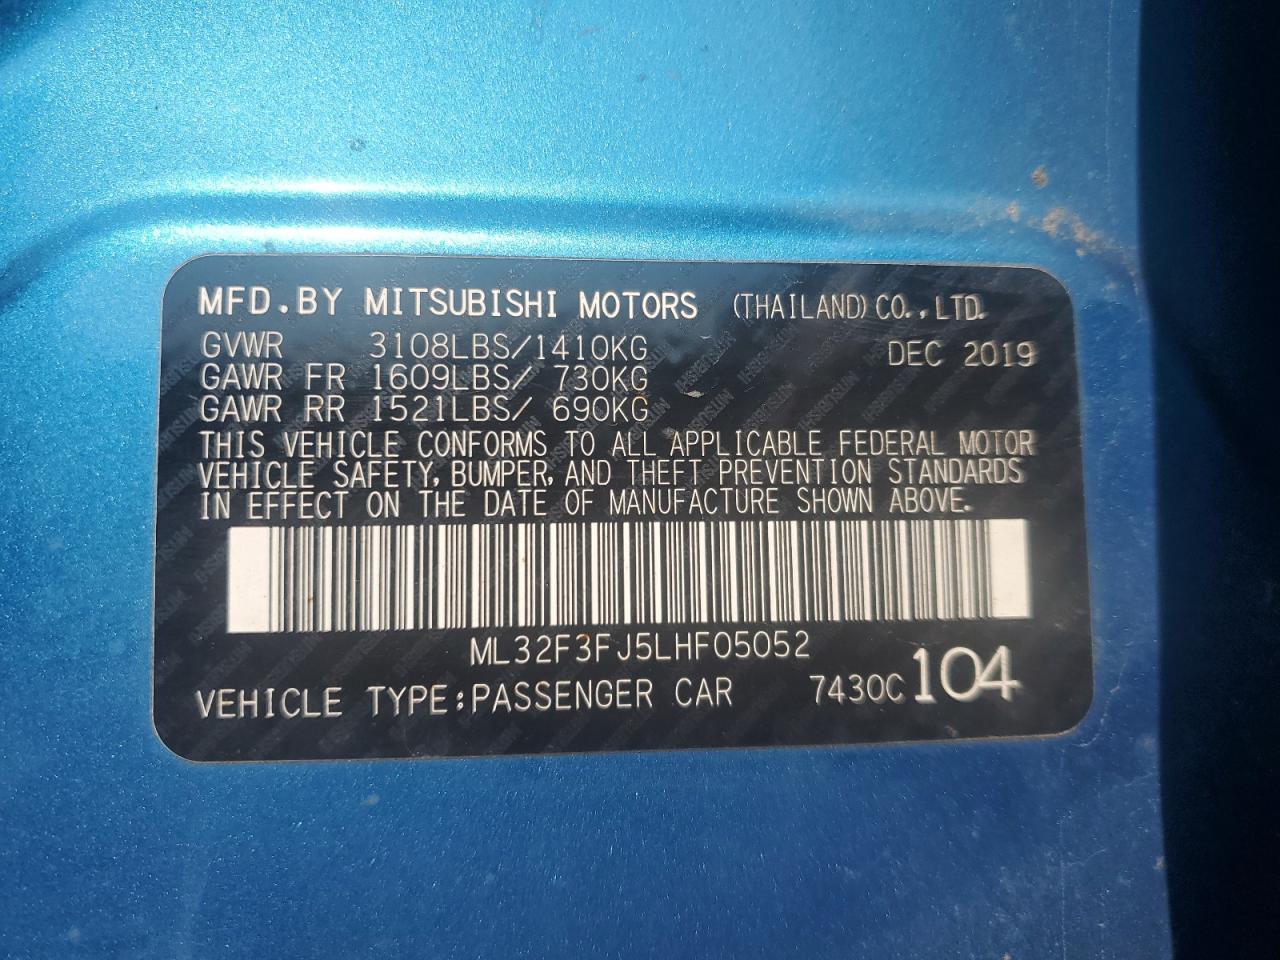 MFD.BY MITSUBISHI MOTORS (THAILAND) CO.,LTD.
GVWR 3108LBS/1410KG DEC 2019
GAWR FR 1609LBS/ 730KG
GAWR RR 1521LBS/ 690KG
THIS VEHICLE CONFORMS TO ALL APPLICABLE FEDERAL MOTOR
VEHICLE SAFETY, BUMPER, AND THEFT PREVENTION STANDARDS
IN EFFECT ON THE DATE OF MANUFACTURE SHOWN ABOVE.
ML32F3FJ5LHF05052
VEHICLE TYPE:PASSENGER CAR 7430C 104